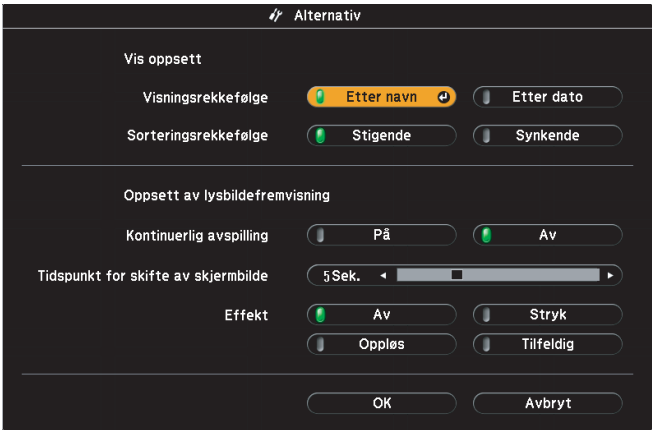 Alternativ
Vis oppsett
Visningsrekkefølge Etter navn Etter dato
Sorteringsrekkefølge Stigende Synkende
Oppsett av lysbildefremvisning
Kontinuerlig avspilling På Av
Tidspunkt for skifte av skjermbilde 5Sek.
Effekt Av Stryk
Oppløs Tilfeldig
OK Avbryt